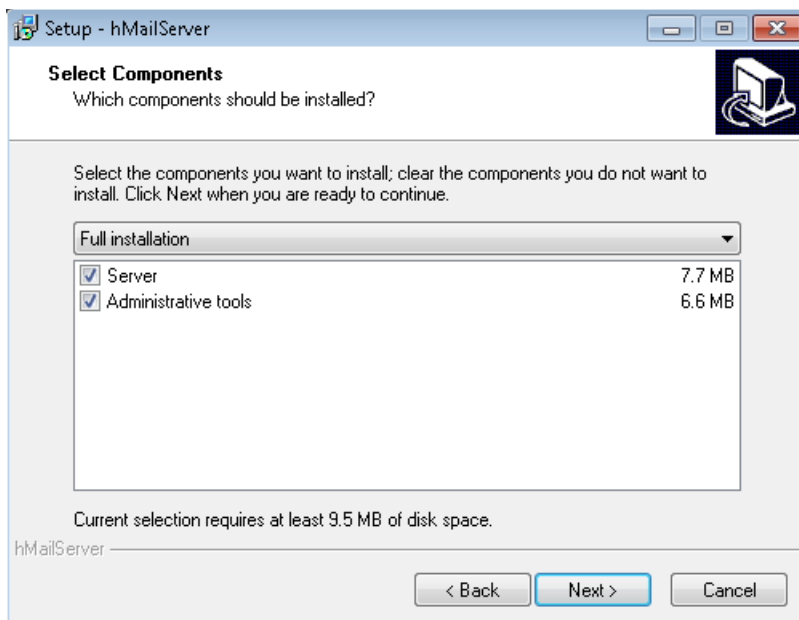 Setup - hMailServer
Select Components
Which components should be installed?
Select the components you want to install; clear the components you do not want to
install. Click Next when you are ready to continue.
Full installation
Server 7.7 MB
Administrative tools 6.6 MB
Current selection requires at least 9.5 MB of disk space.
hMailServer
< Back Next > Cancel